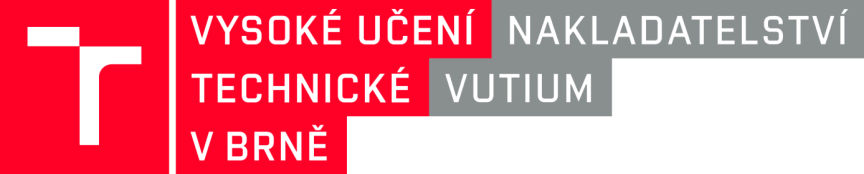 VYSOKÉ UČENÍ NAKLADATELSTVÍ
TECHNICKÉ VUTIUM
V BRNĚ